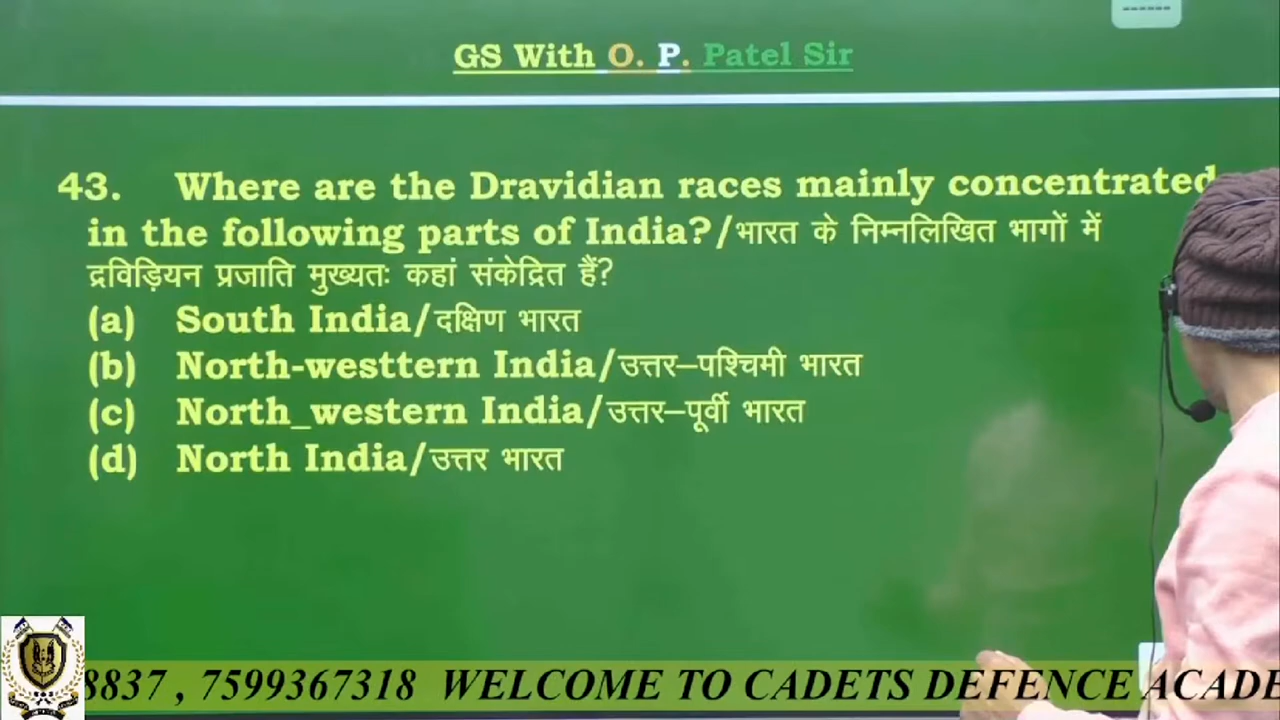 GS With O. P. Patel Sir
43. Where are the Dravidian races mainly concentrated
in the following parts of India?/भारत के निम्नलिखित भागों में
द्रविड़ियन प्रजाति मुख्यतः कहां संकेद्रित हैं?
(a) South India/दक्षिण भारत
(b) North-westtern India/उत्तर–पश्चिमी भारत
(c) North_western India/उत्तर–पूर्वी भारत
(d) North India/उत्तर भारत
8837 , 7599367318 WELCOME TO CADETS DEFENCE ACADE